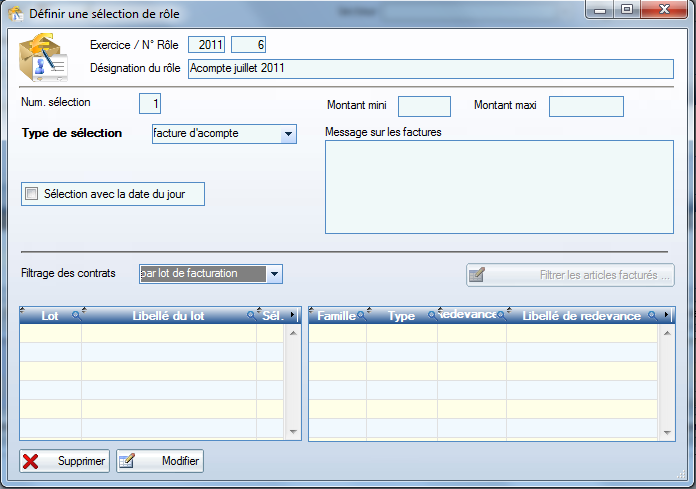 Définir une sélection de rôle
Exercice / N° Rôle 2011 6
Désignation du rôle Acompte juillet 2011
Num. sélection 1 Montant mini Montant maxi
Type de sélection facture d'acompte Message sur les factures
Sélection avec la date du jour
Filtrage des contrats par lot de facturation Filtrer les articles facturés ...
Lot Libellé du lot Sél. Famille Type Redevance Libellé de redevance
Supprimer Modifier